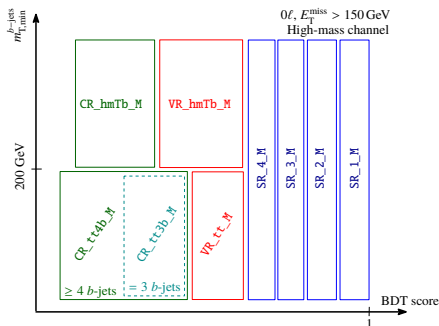 0ℓ, E_T^miss > 150 GeV
High-mass channel
m_T,min^b-jets
200 GeV
CR_hmTb_M
VR_hmTb_M
SR_4_M
SR_3_M
SR_2_M
SR_1_M
CR_tt4b_M
CR_tt3b_M
VR_tt_M
≥ 4 b-jets
= 3 b-jets
BDT score
1